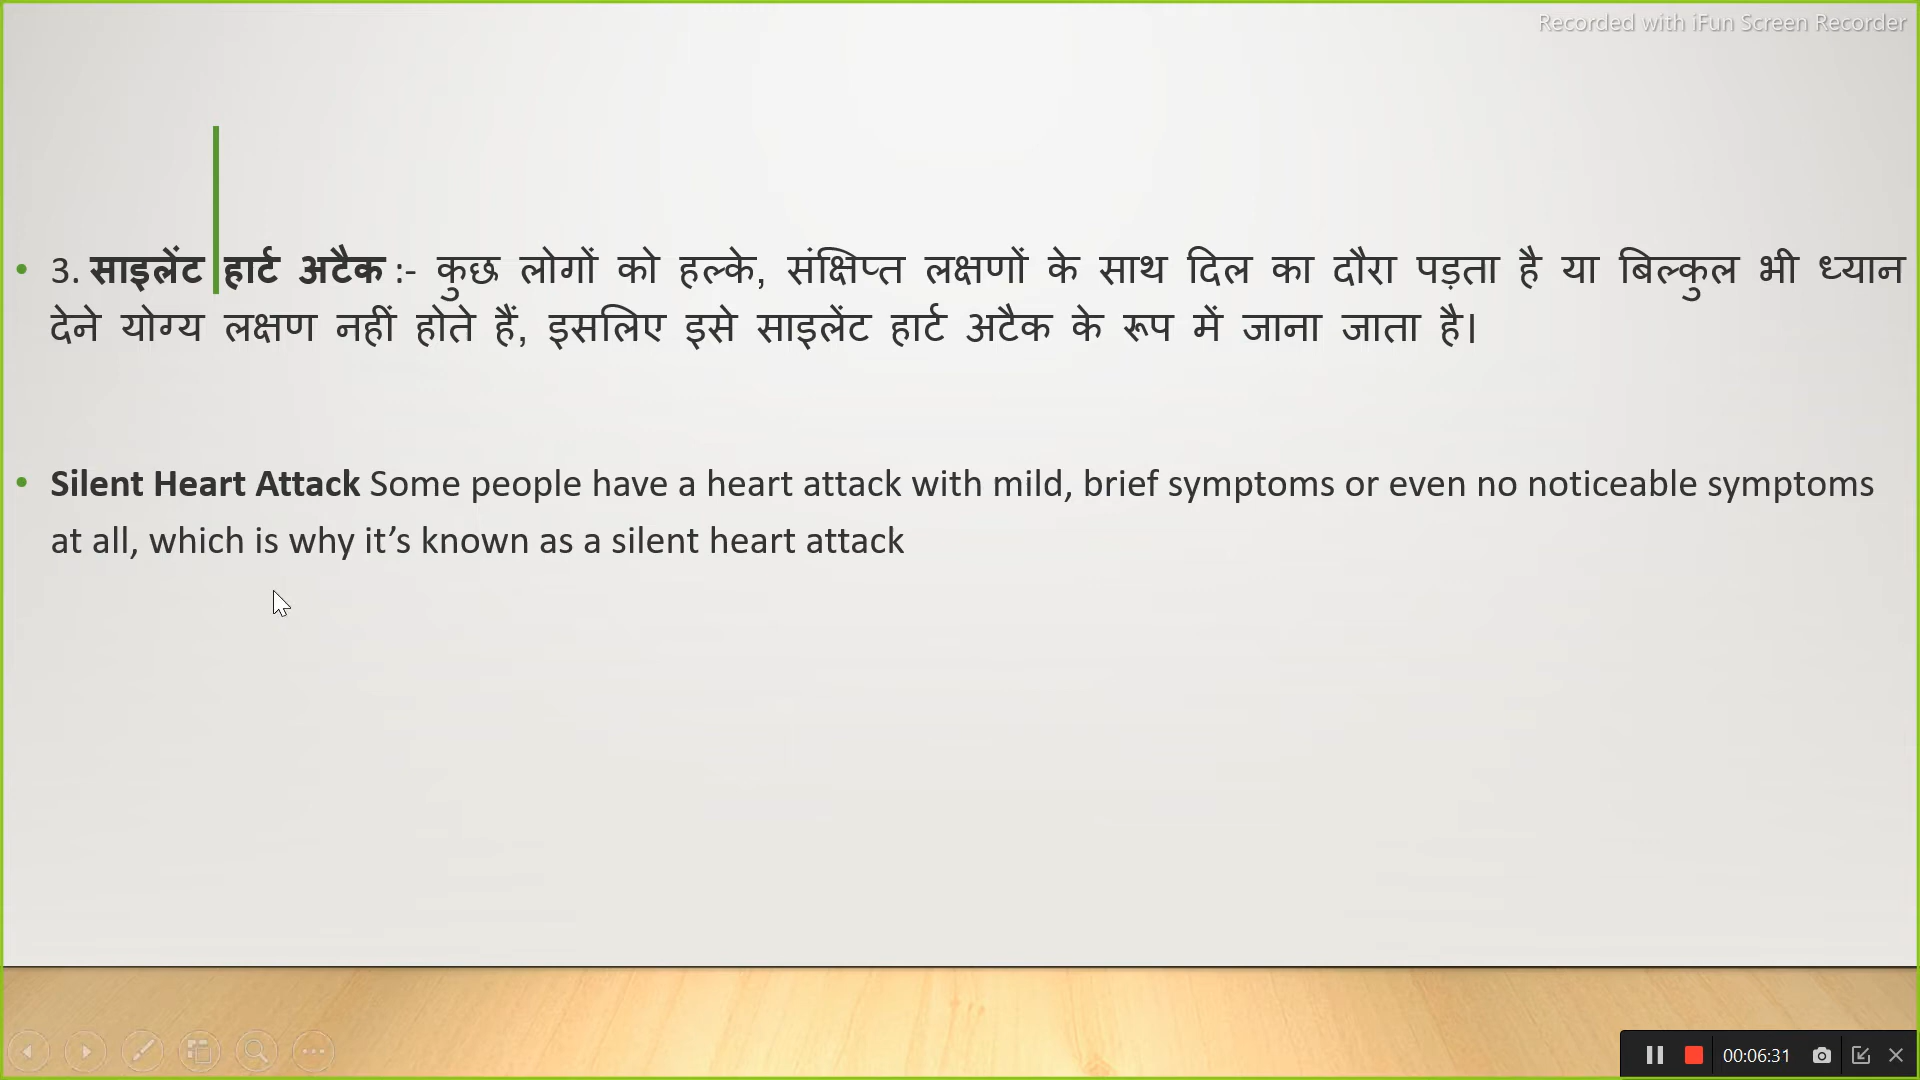 Recorded with iFun Screen Recorder
• 3. साइलेंट हार्ट अटैक :- कुछ लोगों को हल्के, संक्षिप्त लक्षणों के साथ दिल का दौरा पड़ता है या बिल्कुल भी ध्यान
देने योग्य लक्षण नहीं होते हैं, इसलिए इसे साइलेंट हार्ट अटैक के रूप में जाना जाता है।
• Silent Heart Attack Some people have a heart attack with mild, brief symptoms or even no noticeable symptoms
at all, which is why it’s known as a silent heart attack
00:06:31